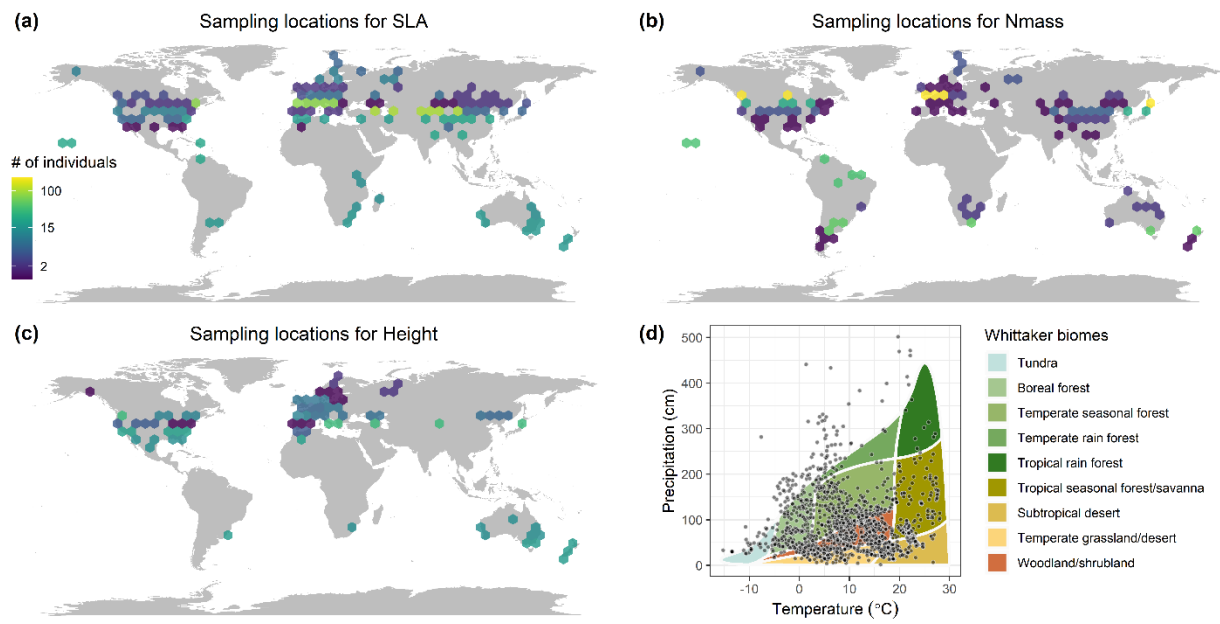 (a) Sampling locations for SLA
# of individuals
100
15
2
(b) Sampling locations for Nmass
(c) Sampling locations for Height
(d)
Precipitation (cm)
500
400
300
200
100
0
-10 0 10 20 30
Temperature (°C)
Whittaker biomes
Tundra
Boreal forest
Temperate seasonal forest
Temperate rain forest
Tropical rain forest
Tropical seasonal forest/savanna
Subtropical desert
Temperate grassland/desert
Woodland/shrubland